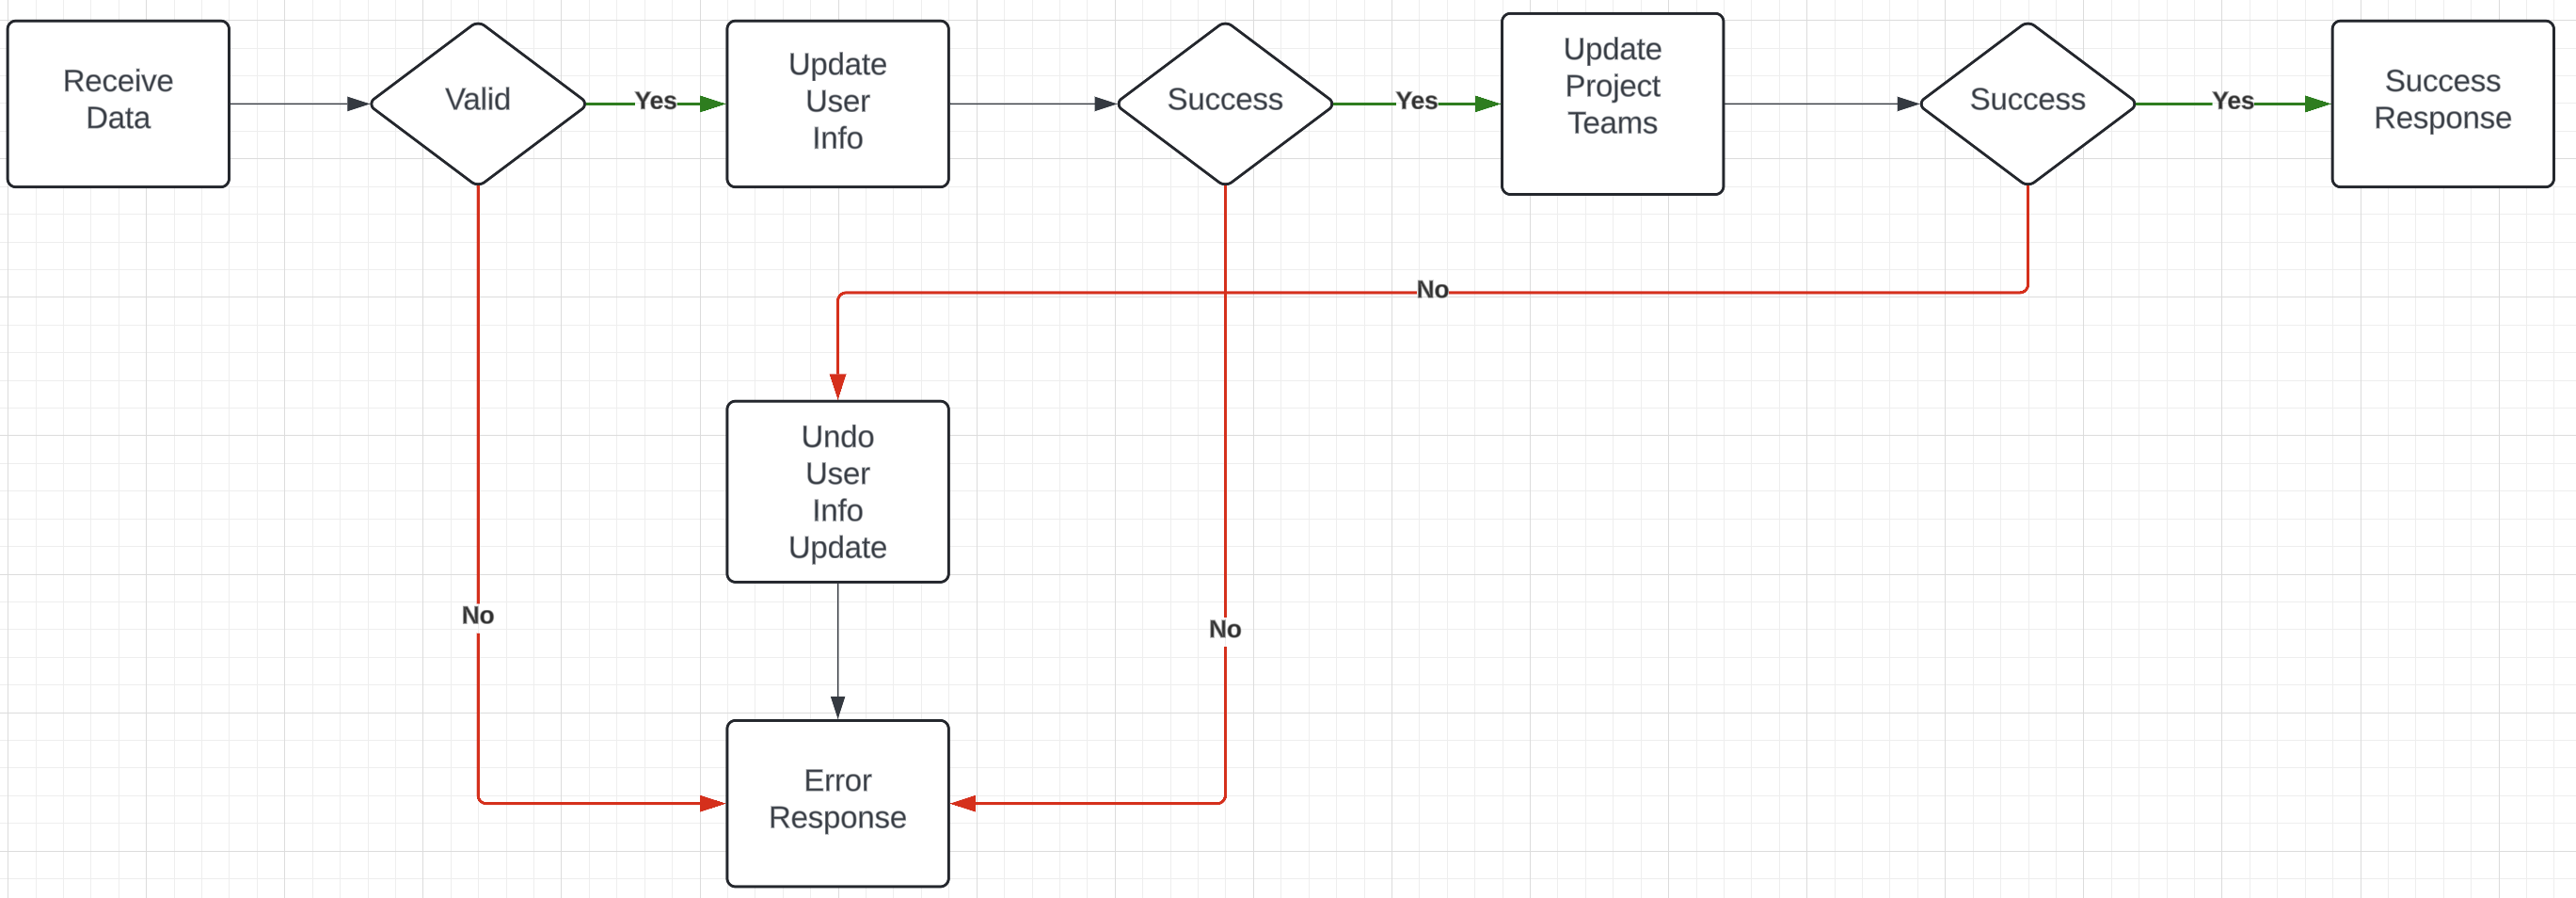 Receive
Data
Valid
Yes
Update
User
Info
Success
Yes
Update
Project
Teams
Success
Yes
Success
Response
No
Undo
User
Info
Update
No
No
Error
Response